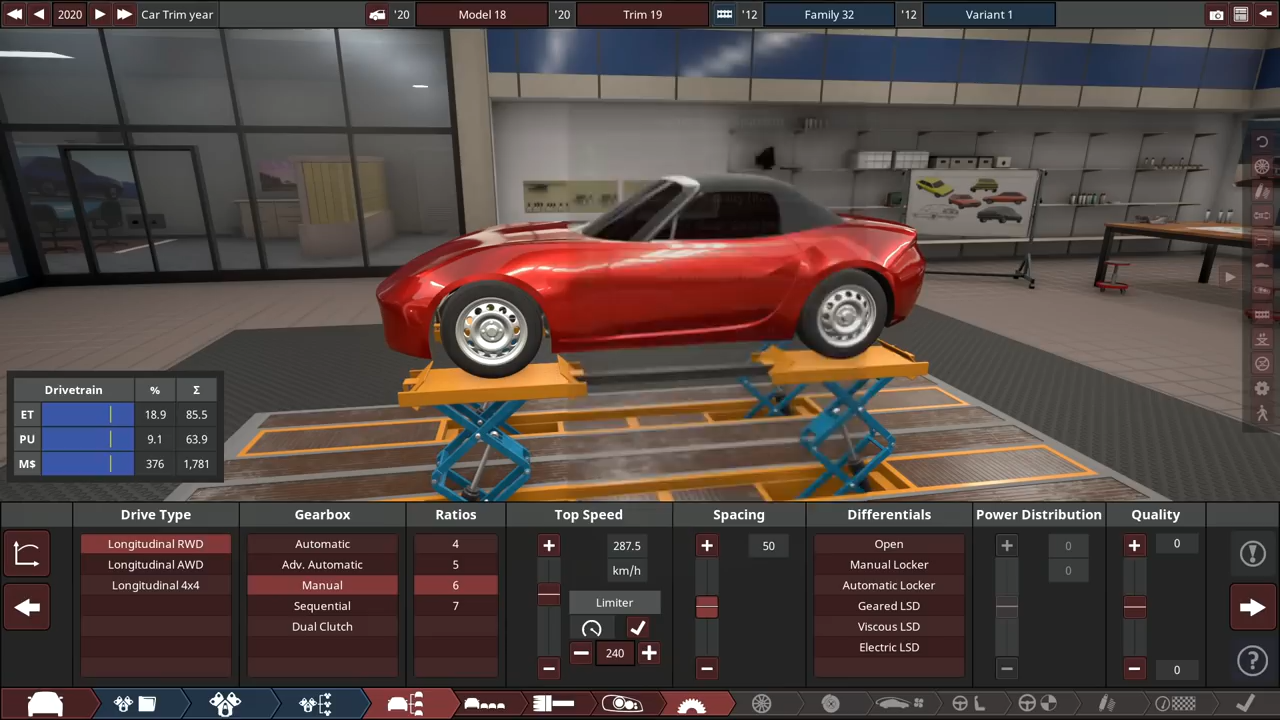 2020 Car Trim year '20 Model 18 '20 Trim 19 '12 Family 32 '12 Variant 1
Drivetrain % Σ
ET 18.9 85.5
PU 9.1 63.9
M$ 376 1,781
Drive Type Gearbox Ratios Top Speed Spacing Differentials Power Distribution Quality
Longitudinal RWD Automatic 4 287.5 50 Open 0 0
Longitudinal AWD Adv. Automatic 5 km/h Manual Locker 0
Longitudinal 4x4 Manual 6 Automatic Locker
Sequential 7 Limiter Geared LSD
Dual Clutch Viscous LSD
240 Electric LSD
0